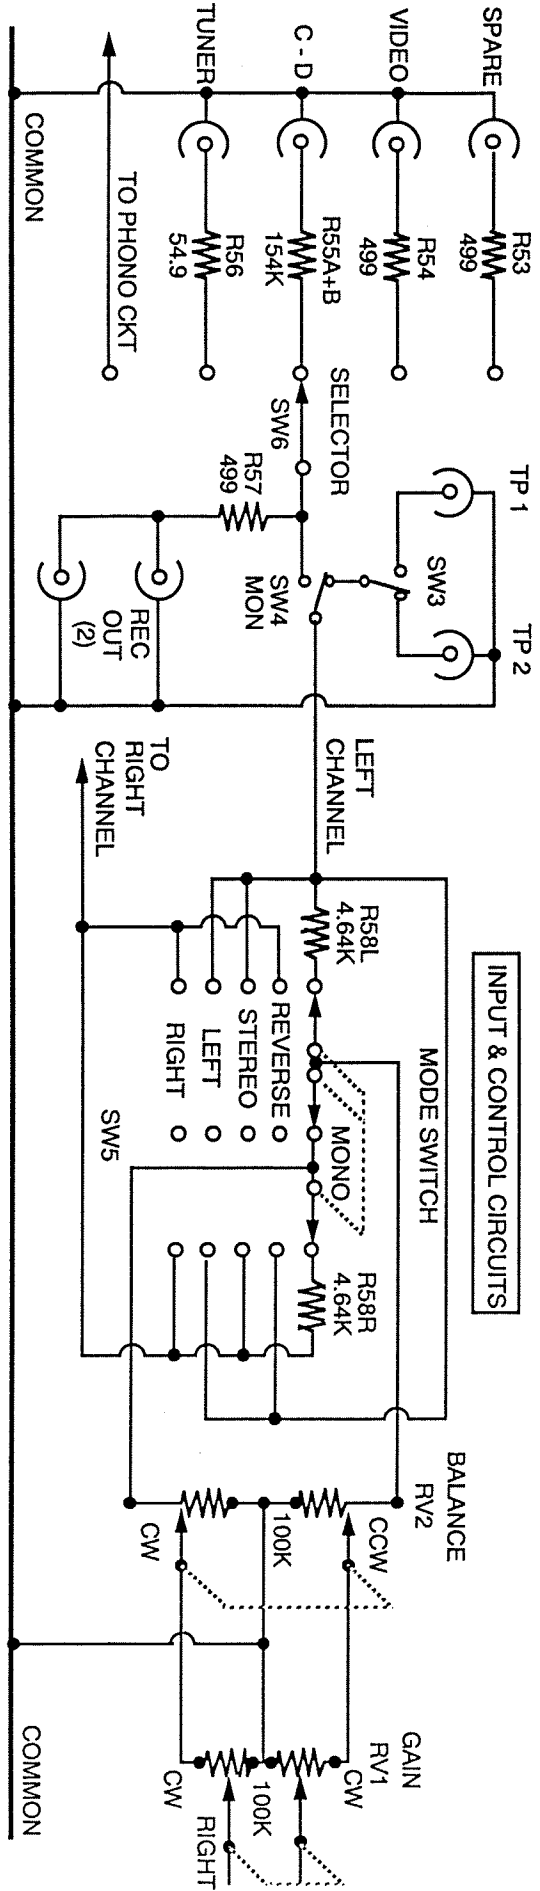 INPUT & CONTROL CIRCUITS
SPARE
R53
499
VIDEO
R54
499
C - D
R55A+B
154K
TUNER
R56
54.9
TO PHONO CKT
COMMON
SELECTOR
SW6
R57
499
TP 1
TP 2
SW3
SW4
MON
REC
OUT
(2)
LEFT
CHANNEL
TO
RIGHT
CHANNEL
MODE SWITCH
R58L
4.64K
REVERSE
STEREO
LEFT
RIGHT
MONO
SW5
R58R
4.64K
BALANCE
RV2
CCW
100K
CW
GAIN
RV1
CW
100K
CW
RIGHT
COMMON